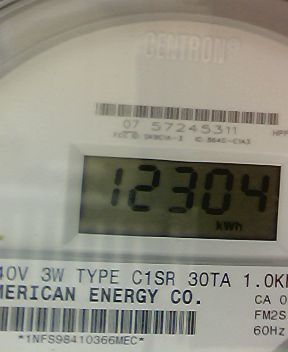 CENTRON®
07 57245311
12304
kWh
40V 3W TYPE C1SR 30TA 1.0K
MERICAN ENERGY CO.
CA 0
FM2S
60Hz
*1NFS98410366MEC*